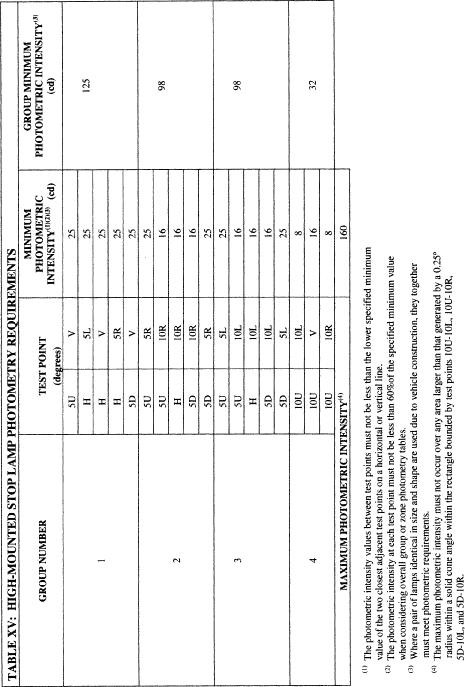 TABLE XV: HIGH-MOUNTED STOP LAMP PHOTOMETRY REQUIREMENTS
GROUP NUMBER TEST POINT (degrees) MINIMUM PHOTOMETRIC INTENSITY(1)(2)(3) (cd) GROUP MINIMUM PHOTOMETRIC INTENSITY(3) (cd)
5U V 25
H 5L 25 125
1 H V 25
H 5R 25
5D V 25
5U 5R 25
5U 10R 16 98
2 H 10R 16
5D 10R 16
5D 5R 25
5U 5L 25
3 5U 10L 16 98
H 10L 16
5D 10L 16
5D 5L 25
10U 10L 8
4 10U V 16 32
10U 10R 8
MAXIMUM PHOTOMETRIC INTENSITY(4) 160
(1) The photometric intensity values between test points must not be less than the lower specified minimum
value of the two closest adjacent test points on a horizontal or vertical line.
(2) The photometric intensity at each test point must not be less than 60%of the specified minimum value
when considering overall group or zone photometry tables.
(3) Where a pair of lamps identical in size and shape are used due to vehicle construction, they together
must meet photometric requirements.
(4) The maximum photometric intensity must not occur over any area larger than that generated by a 0.25°
radius within a solid cone angle within the rectangle bounded by test points 10U-10L, 10U-10R,
5D-10L, and 5D-10R.